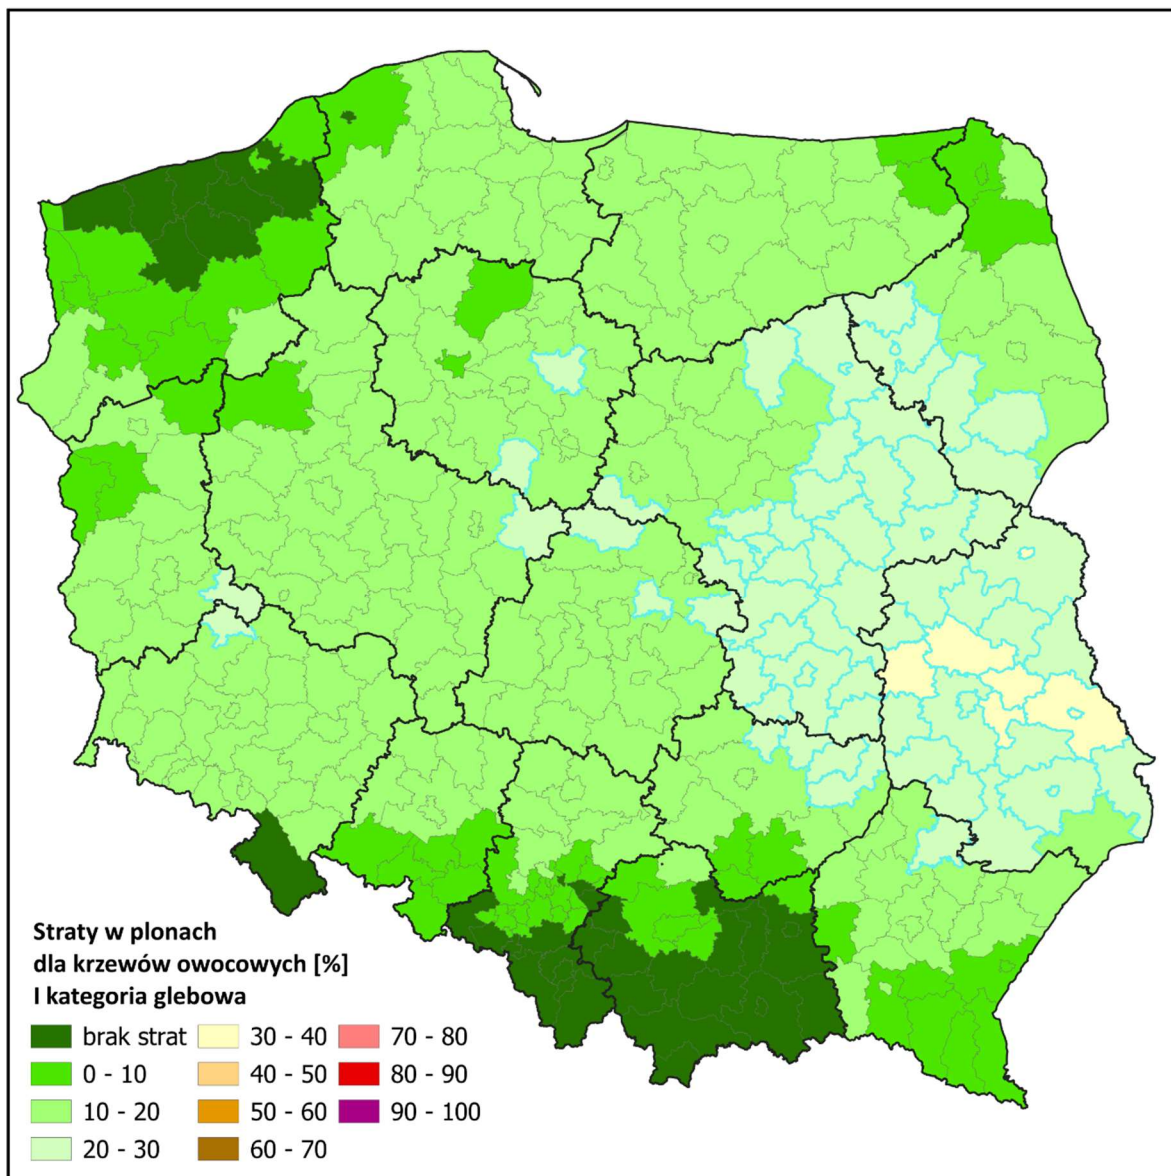 Straty w plonach
dla krzewów owocowych [%]
I kategoria glebowa
brak strat
0 - 10
10 - 20
20 - 30
30 - 40
40 - 50
50 - 60
60 - 70
70 - 80
80 - 90
90 - 100